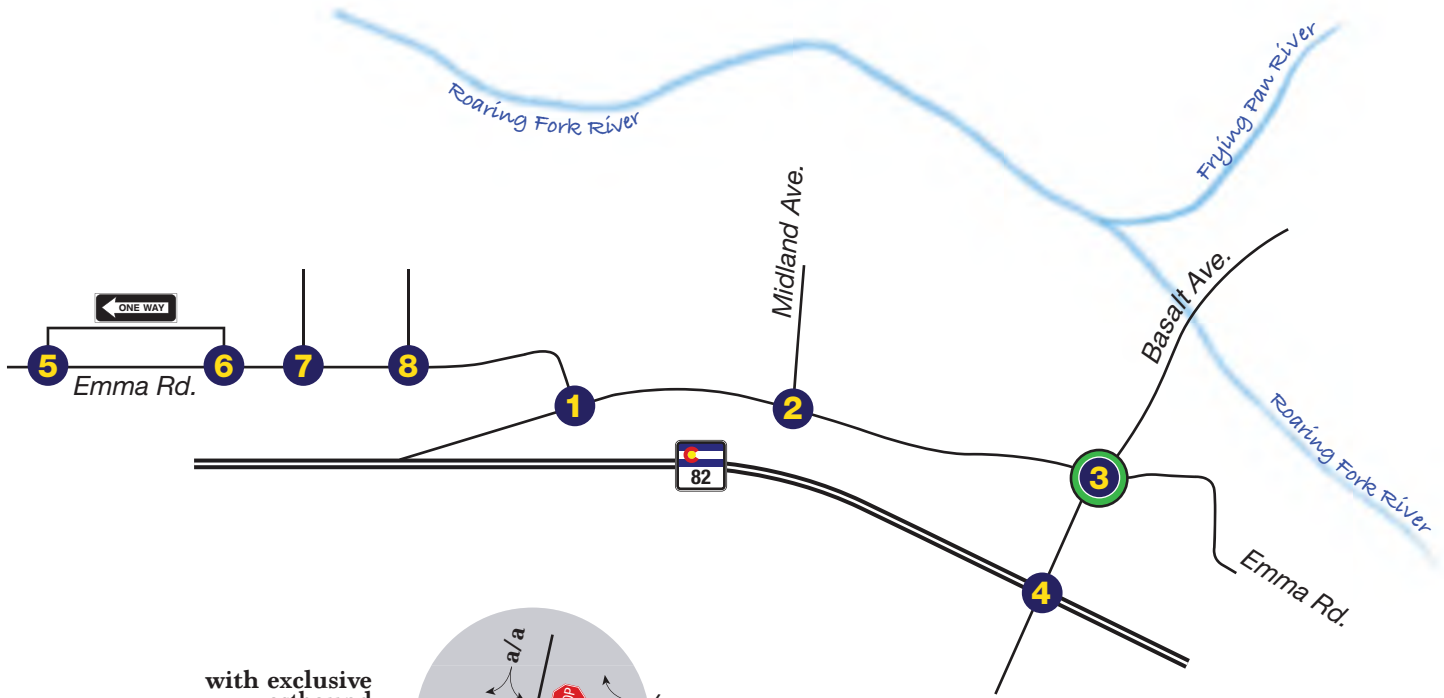 Roaring Fork River
Frying Pan River
Midland Ave.
Basalt Ave.
ONE WAY
5
6
7
8
Emma Rd.
1
2
82
3
Roaring Fork River
4
Emma Rd.
a/a
with exclusive